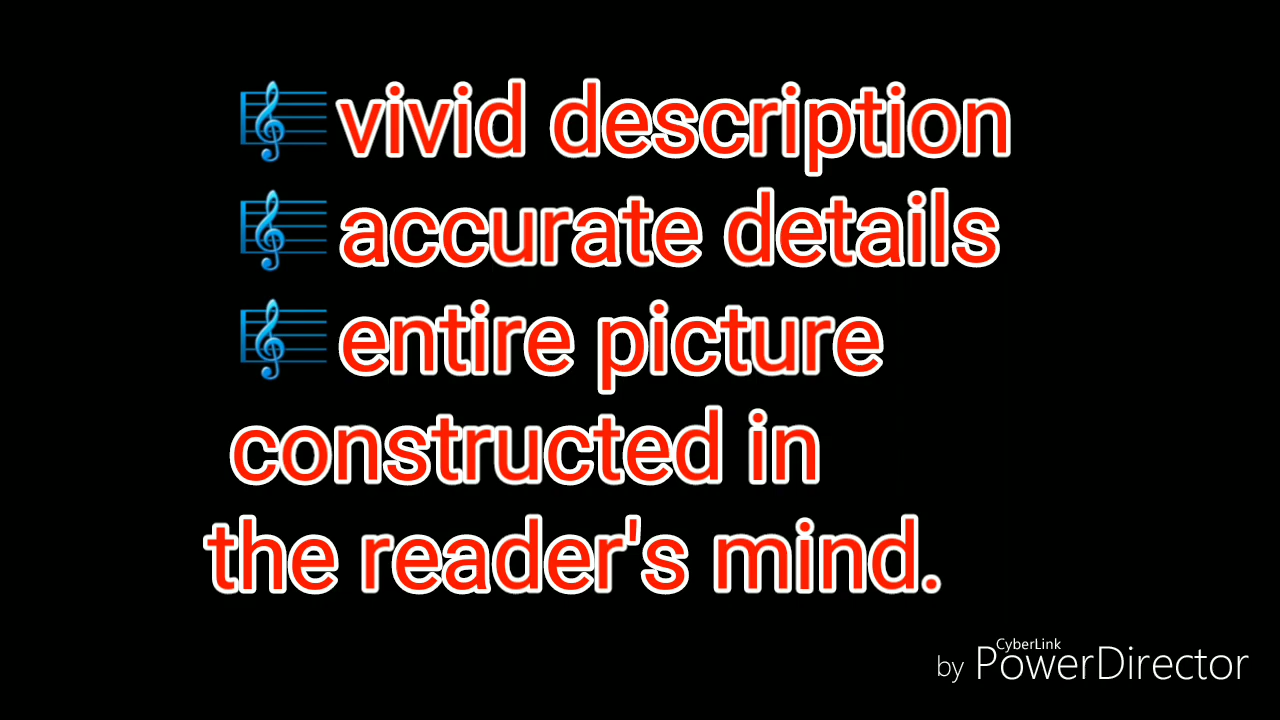 🎼vivid description
🎼accurate details
🎼entire picture
constructed in
the reader's mind.
CyberLink
by PowerDirector